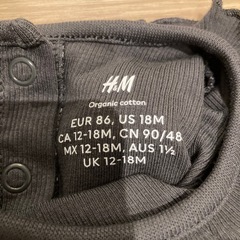 H&M
Organic cotton
EUR 86, US 18M
CA 12-18M, CN 90/48
MX 12-18M, AUS 1½
UK 12-18M